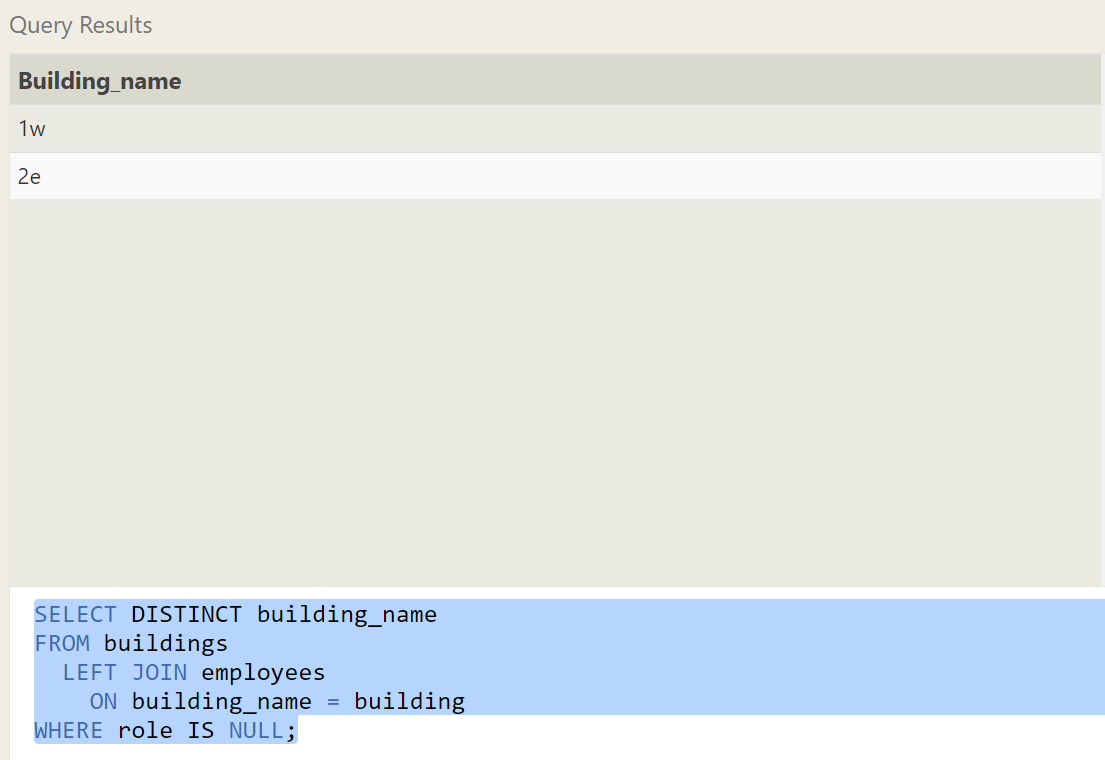 Query Results
Building_name
1w
2e
SELECT DISTINCT building_name
FROM buildings
  LEFT JOIN employees
    ON building_name = building
WHERE role IS NULL;